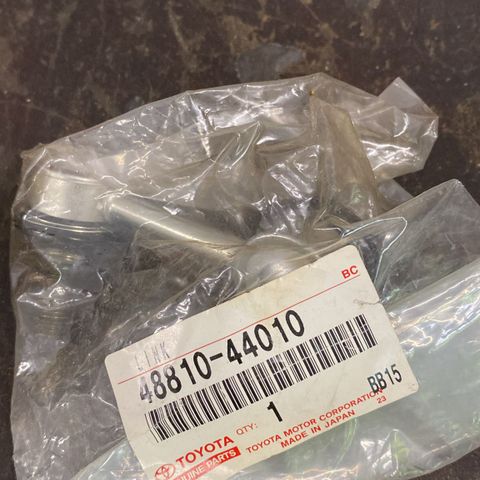 BC
LINK
48810-44010
BB15
QTY: 1
TOYOTA
GENUINE PARTS
TOYOTA MOTOR CORPORATION
MADE IN JAPAN 23